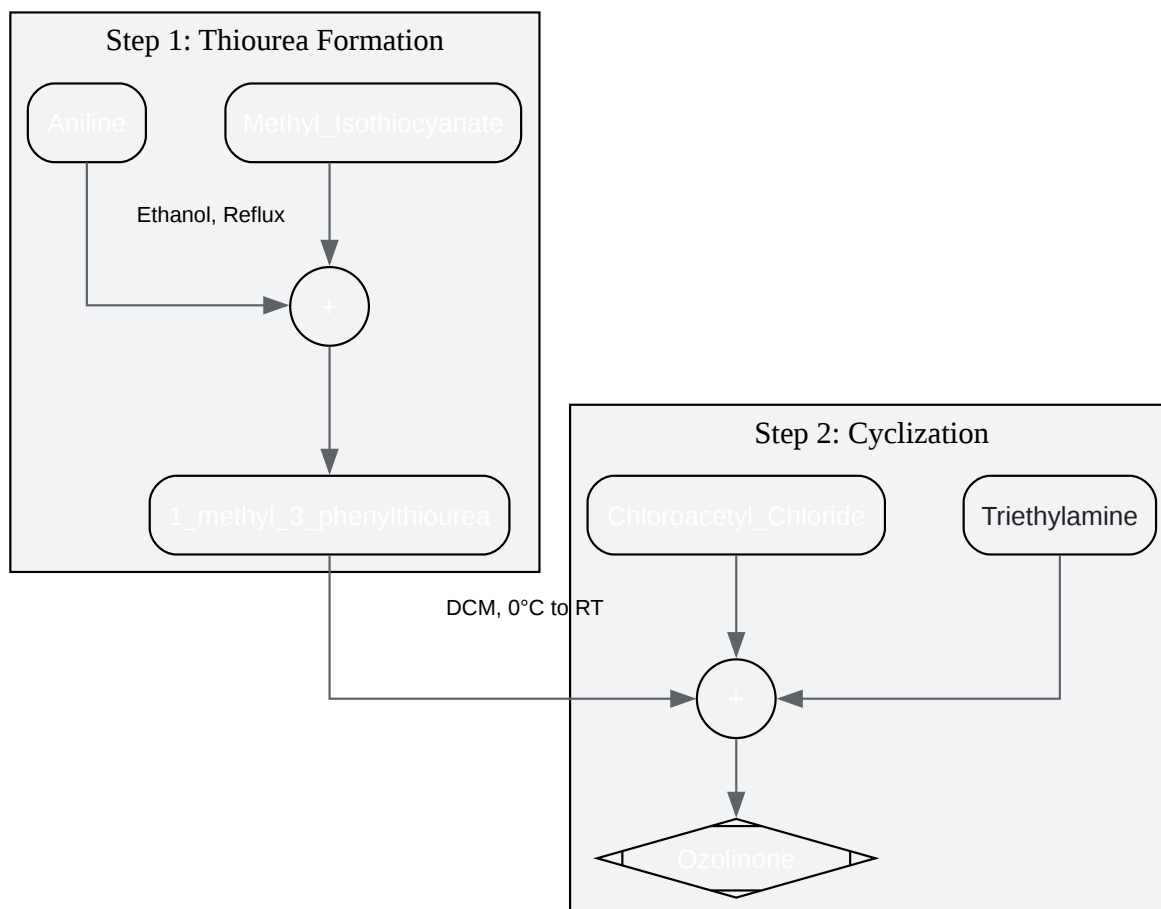 Step 1: Thiourea Formation
Aniline
Methyl_Isothiocyanate
Ethanol, Reflux
+
1_methyl_3_phenylthiourea
Step 2: Cyclization
Chloroacetyl_Chloride
Triethylamine
DCM, 0°C to RT
+
Ozolinone